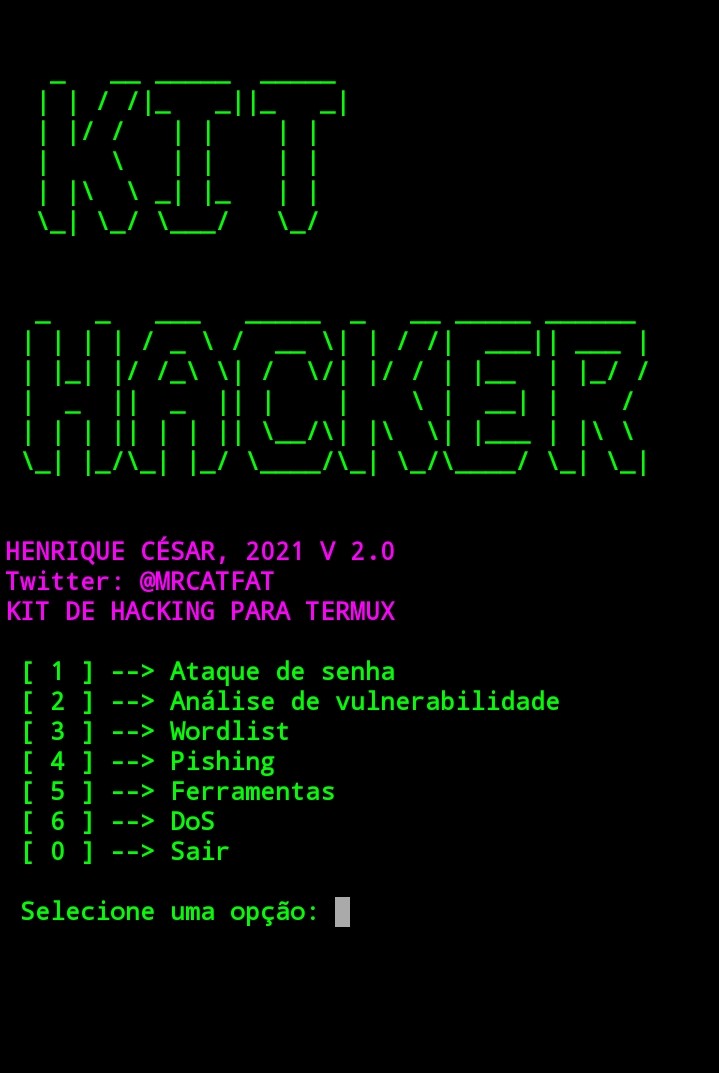 KIT
HACKER
HENRIQUE CÉSAR, 2021 V 2.0
Twitter: @MRCATFAT
KIT DE HACKING PARA TERMUX
[ 1 ] --> Ataque de senha
[ 2 ] --> Análise de vulnerabilidade
[ 3 ] --> Wordlist
[ 4 ] --> Pishing
[ 5 ] --> Ferramentas
[ 6 ] --> DoS
[ 0 ] --> Sair
Selecione uma opção: